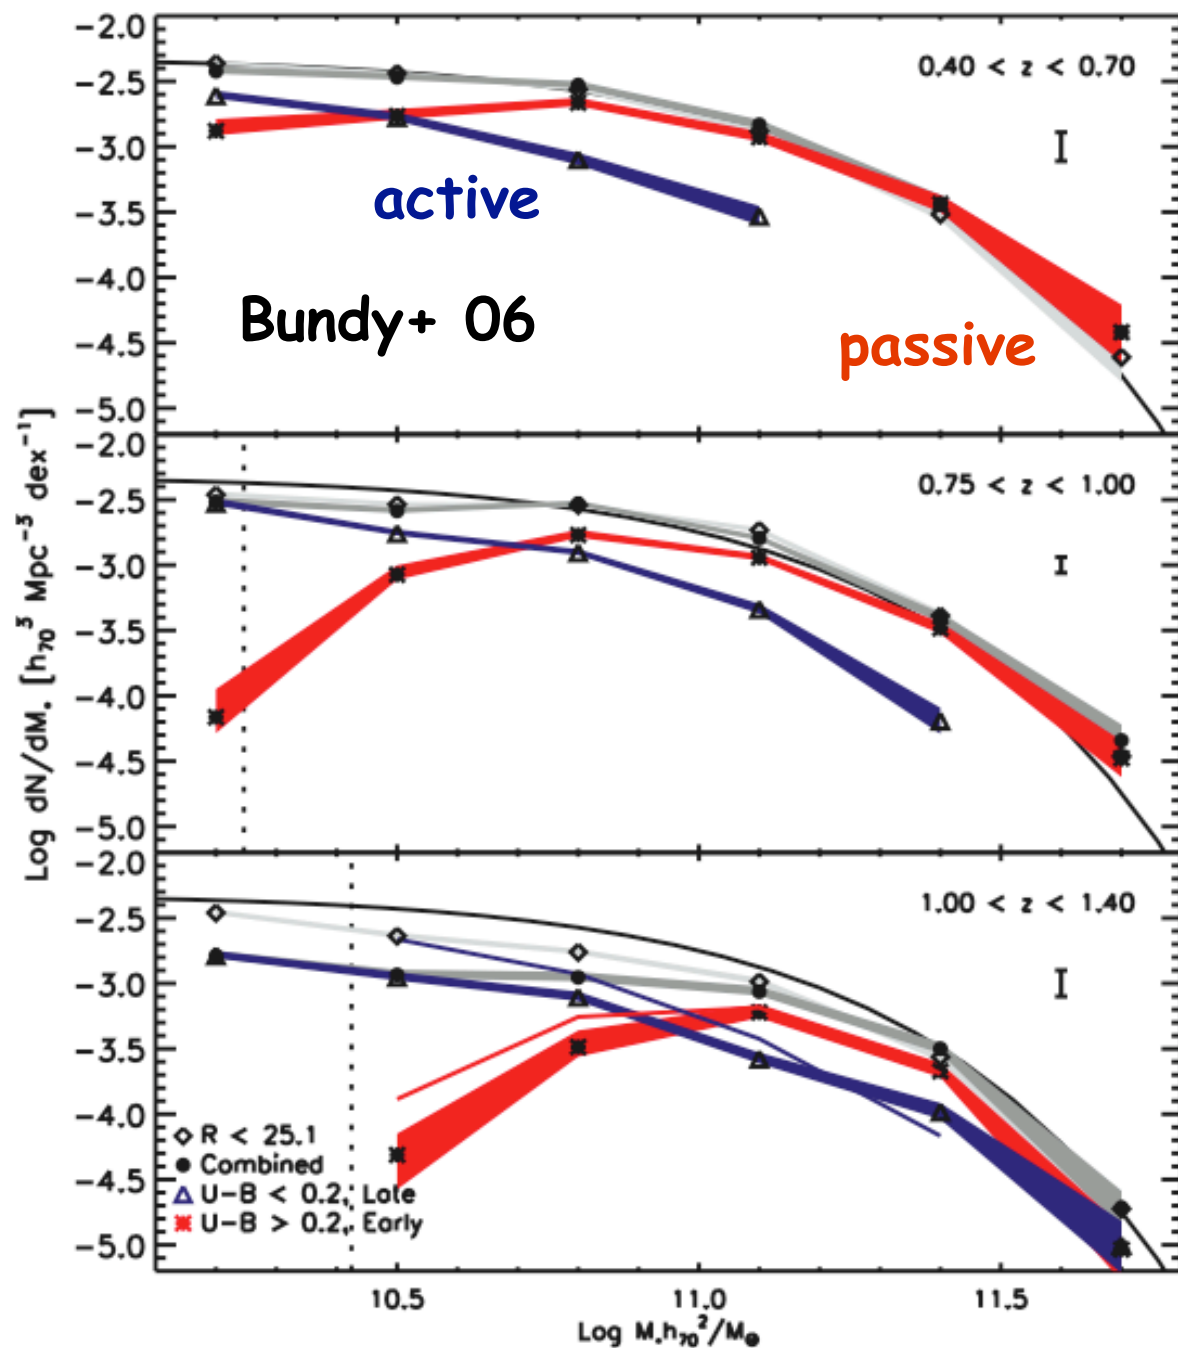 −2.0
−2.5
−3.0
−3.5
−4.0
−4.5
−5.0
0.40 < z < 0.70
active
Bundy+ 06
passive
−2.0
−2.5
−3.0
−3.5
−4.0
−4.5
−5.0
0.75 < z < 1.00
Log dN/dM* [h₇₀³ Mpc⁻³ dex⁻¹]
−2.0
−2.5
−3.0
−3.5
−4.0
−4.5
−5.0
1.00 < z < 1.40
R < 25.1
Combined
U−B < 0.2, Late
U−B > 0.2, Early
10.5 11.0 11.5
Log M*h₇₀²/M⊙